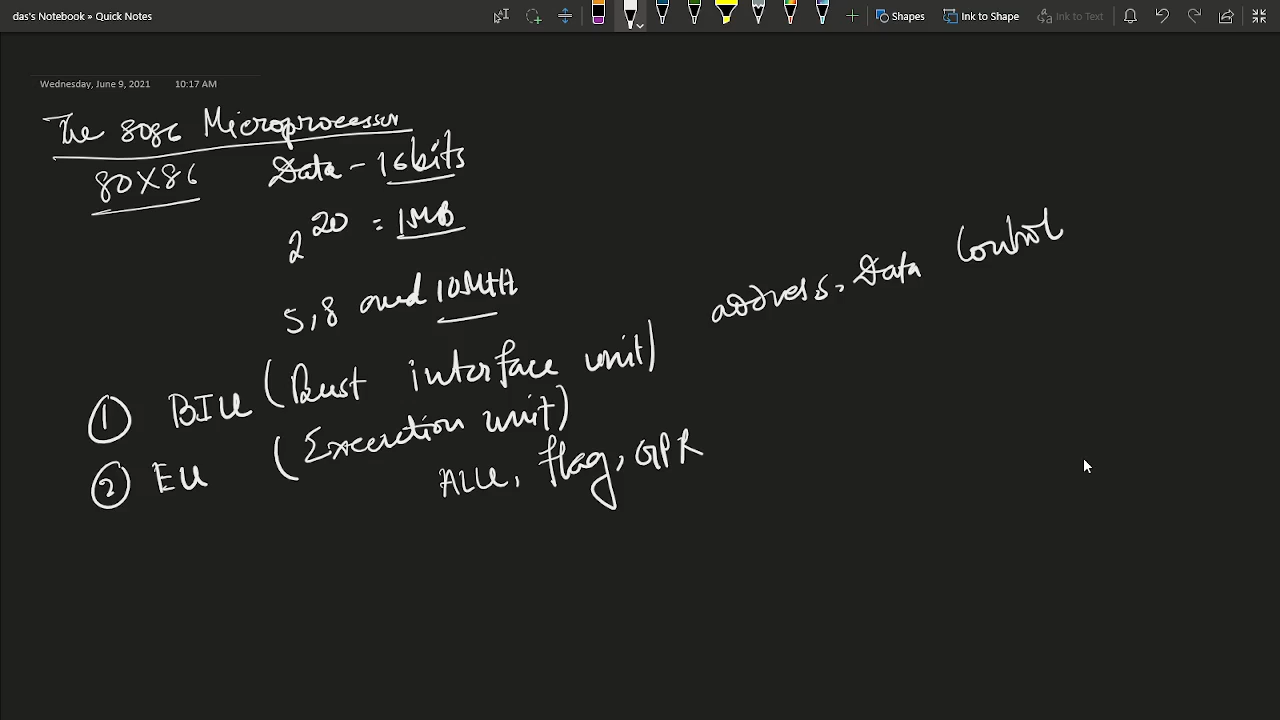 das's Notebook » Quick Notes
Shapes Ink to Shape Ink to Text
Wednesday, June 9, 2021 10:17 AM
The 8086 Microprocessor
80X86 Data - 16bits
2^20 = 1MB
5,8 and 10MHz
address, Data Control
① BIU (Bust interface unit)
② EU (Execution unit)
ALU, flag, GPR